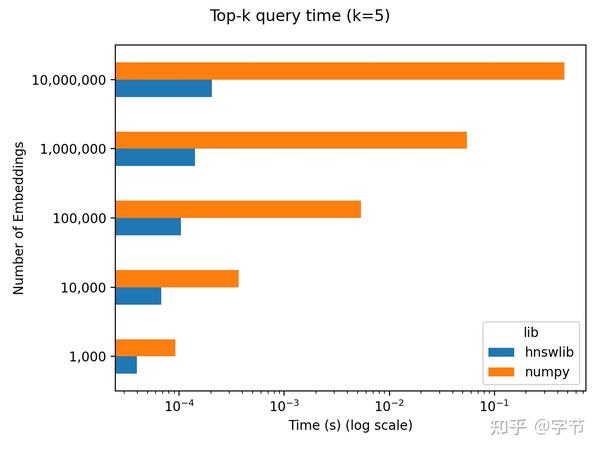 Top-k query time (k=5)
Number of Embeddings
10,000,000
1,000,000
100,000
10,000
1,000
lib
hnswlib
numpy
10⁻⁴ 10⁻³ 10⁻² 10⁻¹
Time (s) (log scale)
知乎 @字节